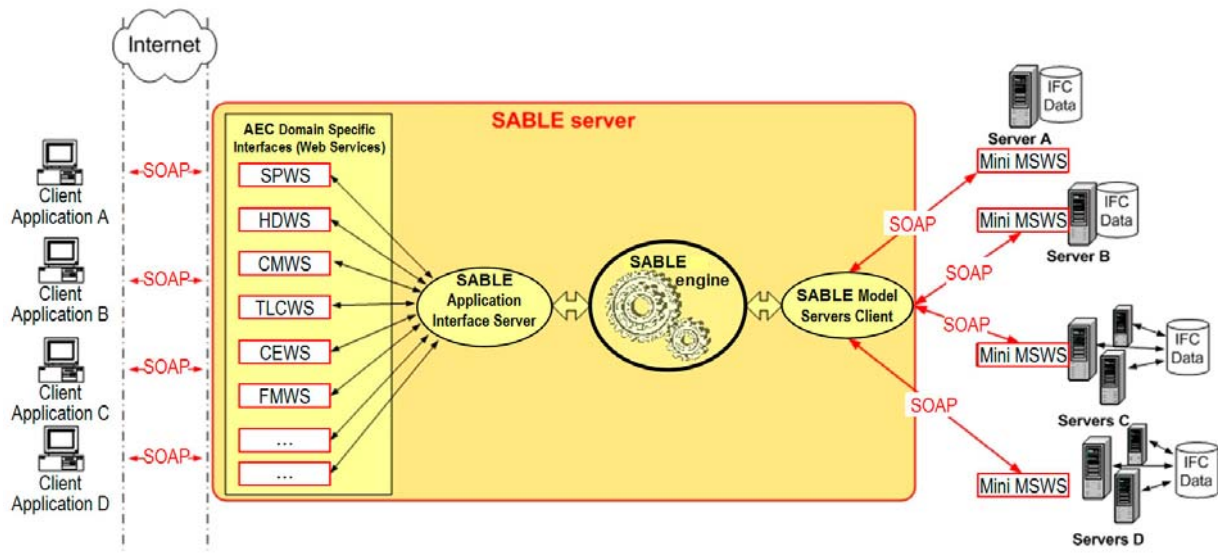 Internet
SABLE server
AEC Domain Specific
Interfaces (Web Services)
SPWS
HDWS
CMWS
TLCWS
CEWS
FMWS
...
...
Client
Application A
Client
Application B
Client
Application C
Client
Application D
SOAP
SOAP
SOAP
SOAP
SABLE
Application
Interface Server
SABLE
engine
SABLE Model
Servers Client
SOAP
SOAP
SOAP
SOAP
IFC
Data
Server A
Mini MSWS
IFC
Data
Mini MSWS
Server B
IFC
Data
Mini MSWS
Servers C
IFC
Data
Mini MSWS
Servers D